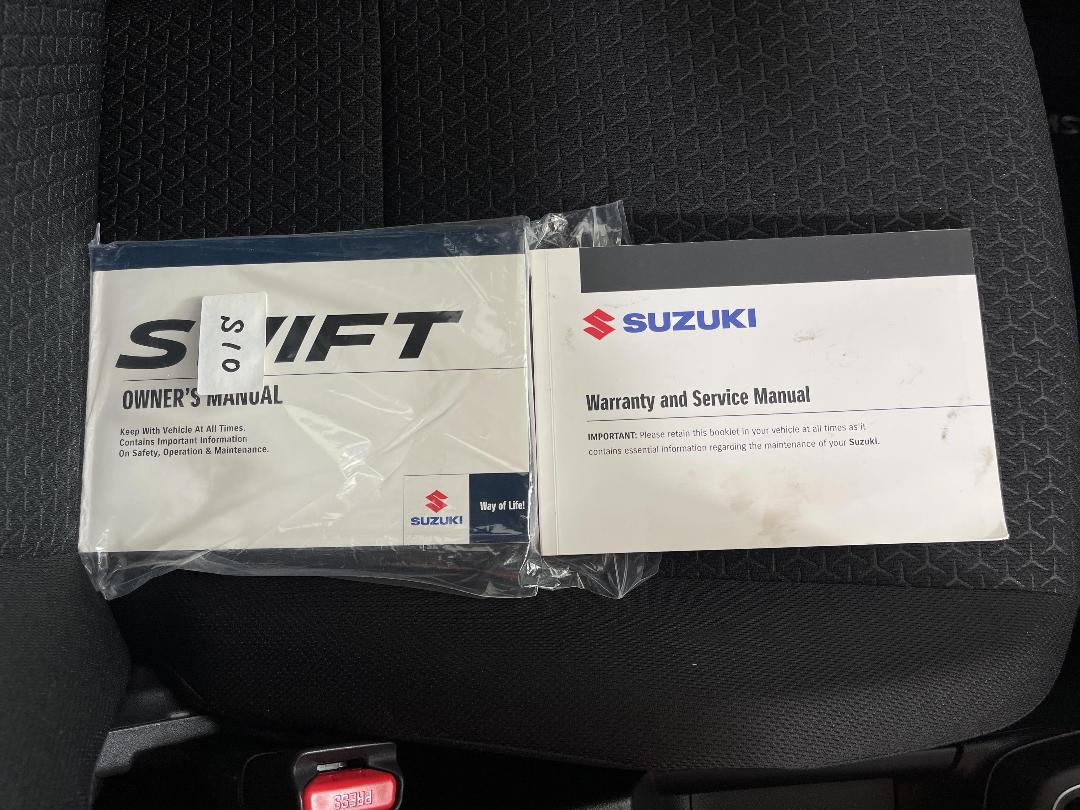 SWIFT
210
OWNER'S MANUAL
Keep With Vehicle At All Times.
Contains Important Information
On Safety, Operation & Maintenance.
SUZUKI
Way of Life!
SUZUKI
Warranty and Service Manual
IMPORTANT: Please retain this booklet in your vehicle at all times as it
contains essential information regarding the maintenance of your Suzuki.
PRESS